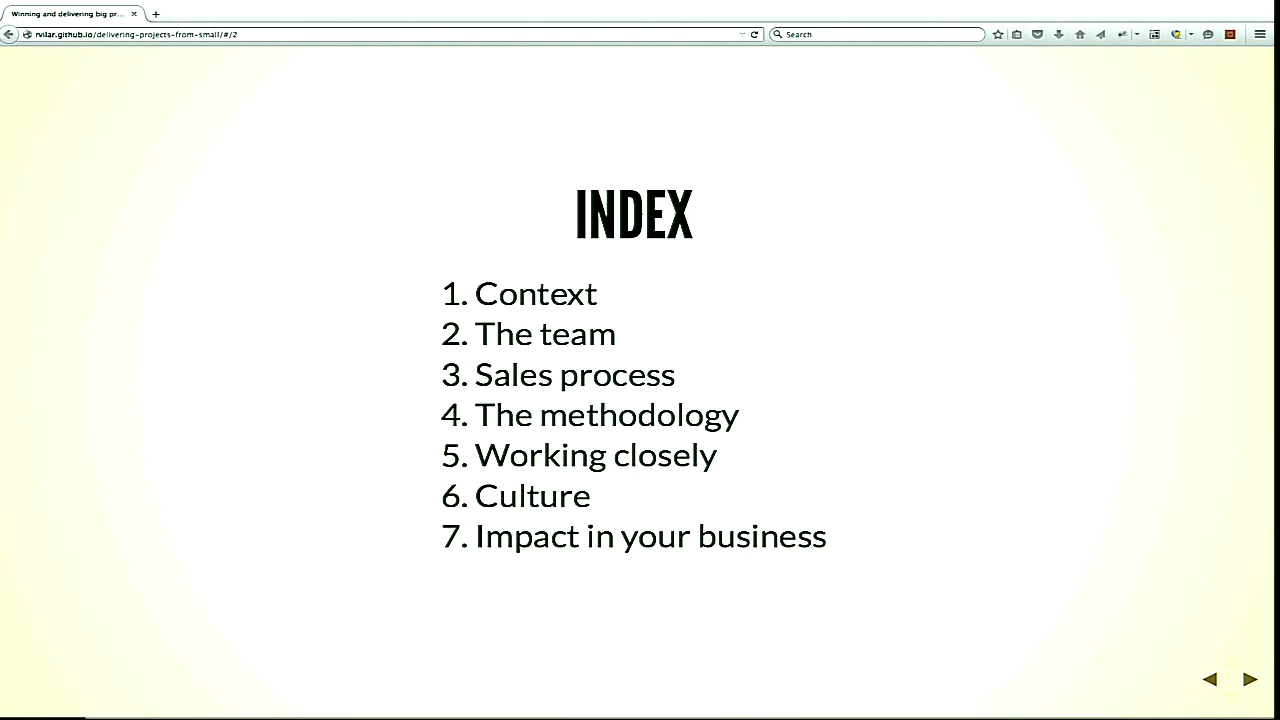 Winning and delivering big pr...
rvilar.github.io/delivering-projects-from-small/#/2
Search
INDEX
1. Context
2. The team
3. Sales process
4. The methodology
5. Working closely
6. Culture
7. Impact in your business